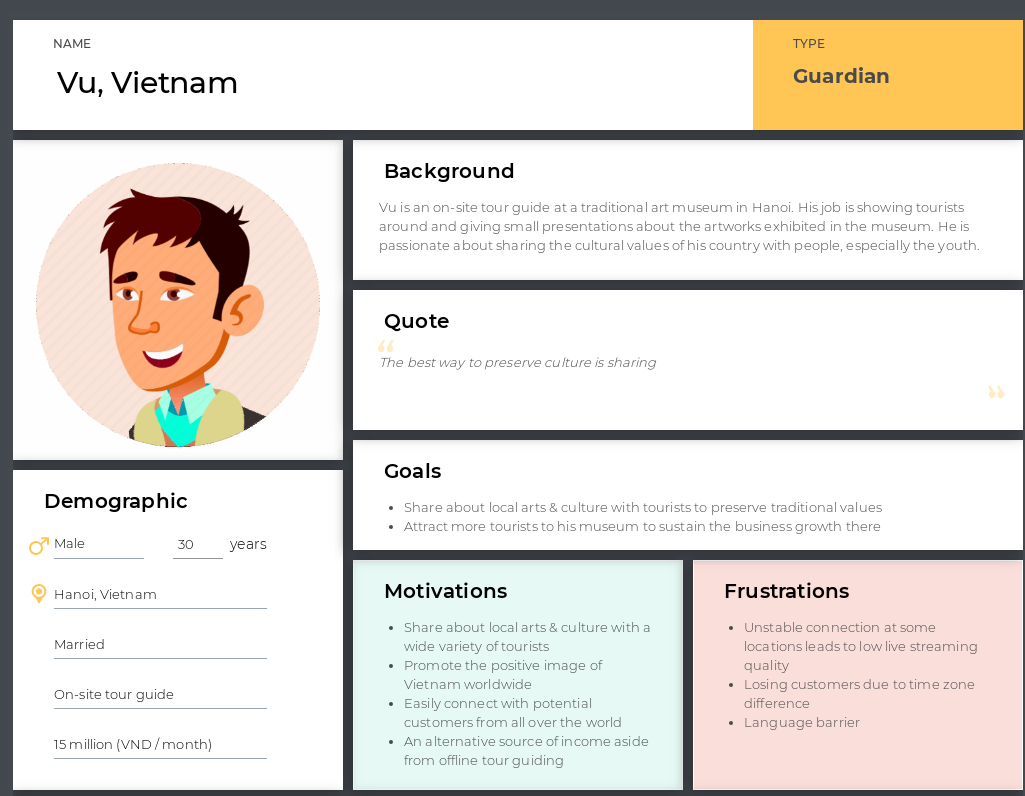 NAME
Vu, Vietnam
TYPE
Guardian
Background
Vu is an on-site tour guide at a traditional art museum in Hanoi. His job is showing tourists
around and giving small presentations about the artworks exhibited in the museum. He is
passionate about sharing the cultural values of his country with people, especially the youth.
Quote
“
The best way to preserve culture is sharing
”
Goals
• Share about local arts & culture with tourists to preserve traditional values
• Attract more tourists to his museum to sustain the business growth there
Demographic
Male 30 years
Hanoi, Vietnam
Married
On-site tour guide
15 million (VND / month)
Motivations
• Share about local arts & culture with a
wide variety of tourists
• Promote the positive image of
Vietnam worldwide
• Easily connect with potential
customers from all over the world
• An alternative source of income aside
from offline tour guiding
Frustrations
• Unstable connection at some
locations leads to low live streaming
quality
• Losing customers due to time zone
difference
• Language barrier